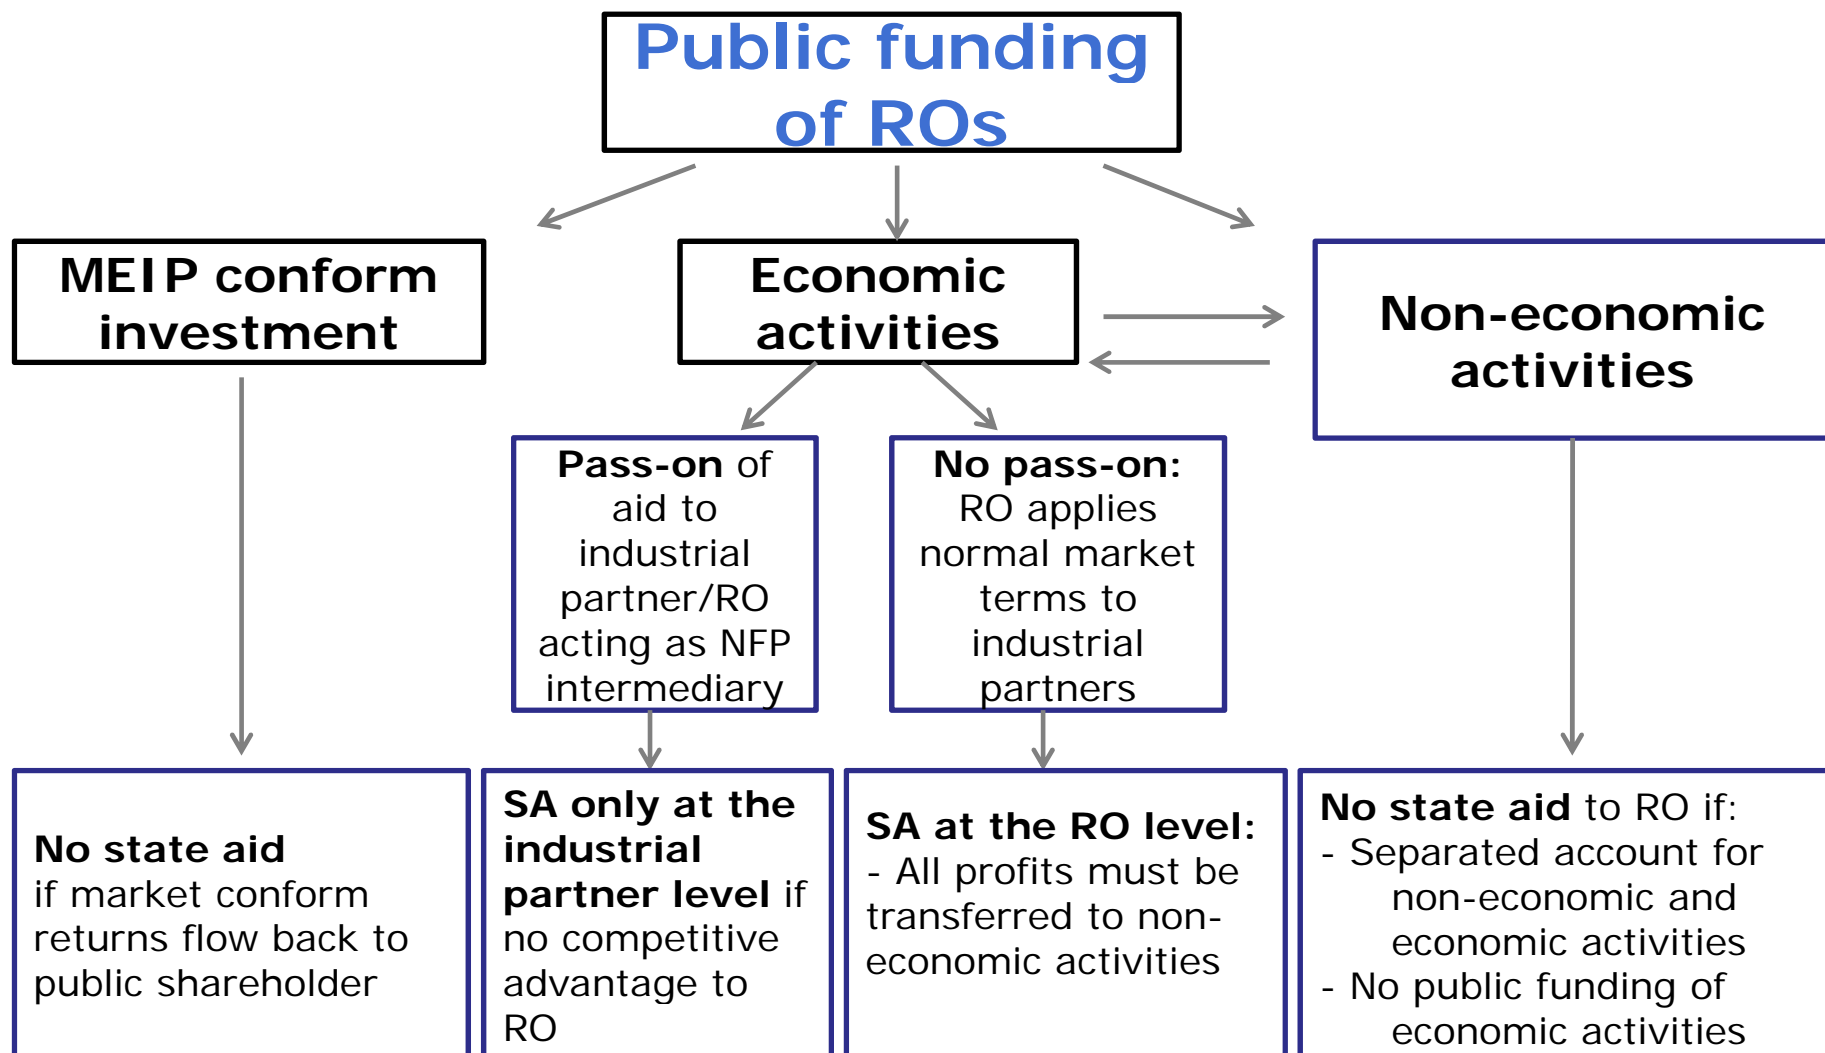 Public funding
of ROs
MEIP conform
investment
Economic
activities
Non-economic
activities
Pass-on of
aid to
industrial
partner/RO
acting as NFP
intermediary
No pass-on:
RO applies
normal market
terms to
industrial
partners
No state aid
if market conform
returns flow back to
public shareholder
SA only at the
industrial
partner level if
no competitive
advantage to
RO
SA at the RO level:
- All profits must be
transferred to non-
economic activities
No state aid to RO if:
- Separated account for
non-economic and
economic activities
- No public funding of
economic activities